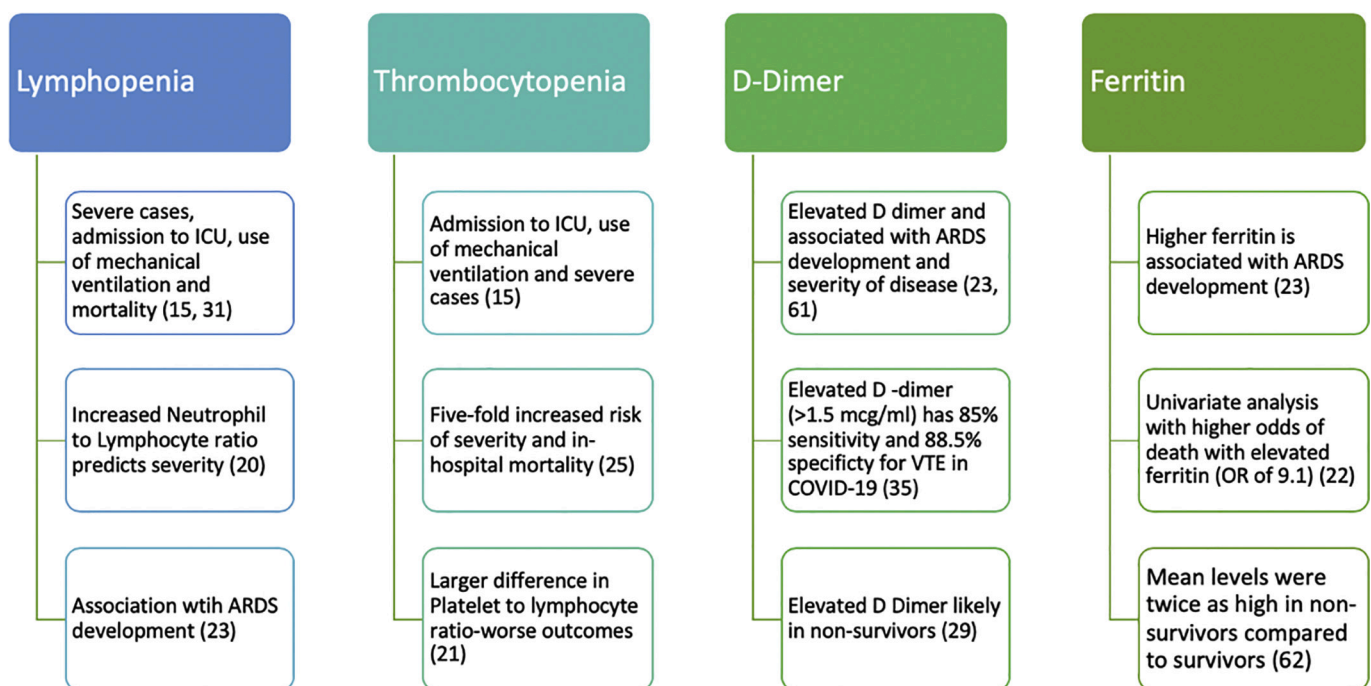 Lymphopenia
Severe cases,
admission to ICU, use
of mechanical
ventilation and
mortality (15, 31)
Increased Neutrophil
to Lymphocyte ratio
predicts severity (20)
Association wtih ARDS
development (23)
Thrombocytopenia
Admission to ICU, use
of mechanical
ventilation and severe
cases (15)
Five-fold increased risk
of severity and in-
hospital mortality (25)
Larger difference in
Platelet to lymphocyte
ratio-worse outcomes
(21)
D-Dimer
Elevated D dimer and
associated with ARDS
development and
severity of disease (23,
61)
Elevated D -dimer
(>1.5 mcg/ml) has 85%
sensitivity and 88.5%
specificty for VTE in
COVID-19 (35)
Elevated D Dimer likely
in non-survivors (29)
Ferritin
Higher ferritin is
associated with ARDS
development (23)
Univariate analysis
with higher odds of
death with elevated
ferritin (OR of 9.1) (22)
Mean levels were
twice as high in non-
survivors compared
to survivors (62)